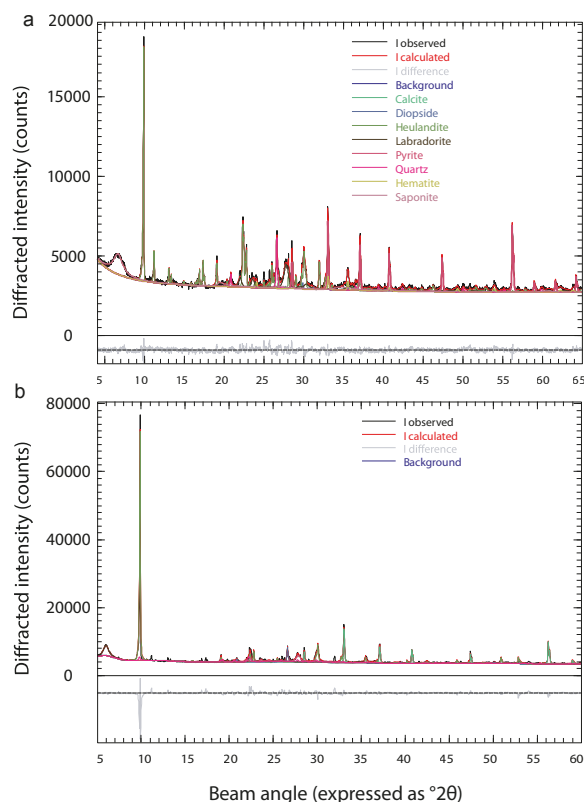 a
20000
15000
10000
5000
0
Diffracted intensity (counts)
I observed
I calculated
I difference
Background
Calcite
Diopside
Heulandite
Labradorite
Pyrite
Quartz
Hematite
Saponite
5 10 15 20 25 30 35 40 45 50 55 60 65
b
80000
60000
40000
20000
0
Diffracted intensity (counts)
I observed
I calculated
I difference
Background
5 10 15 20 25 30 35 40 45 50 55 60
Beam angle (expressed as °2θ)